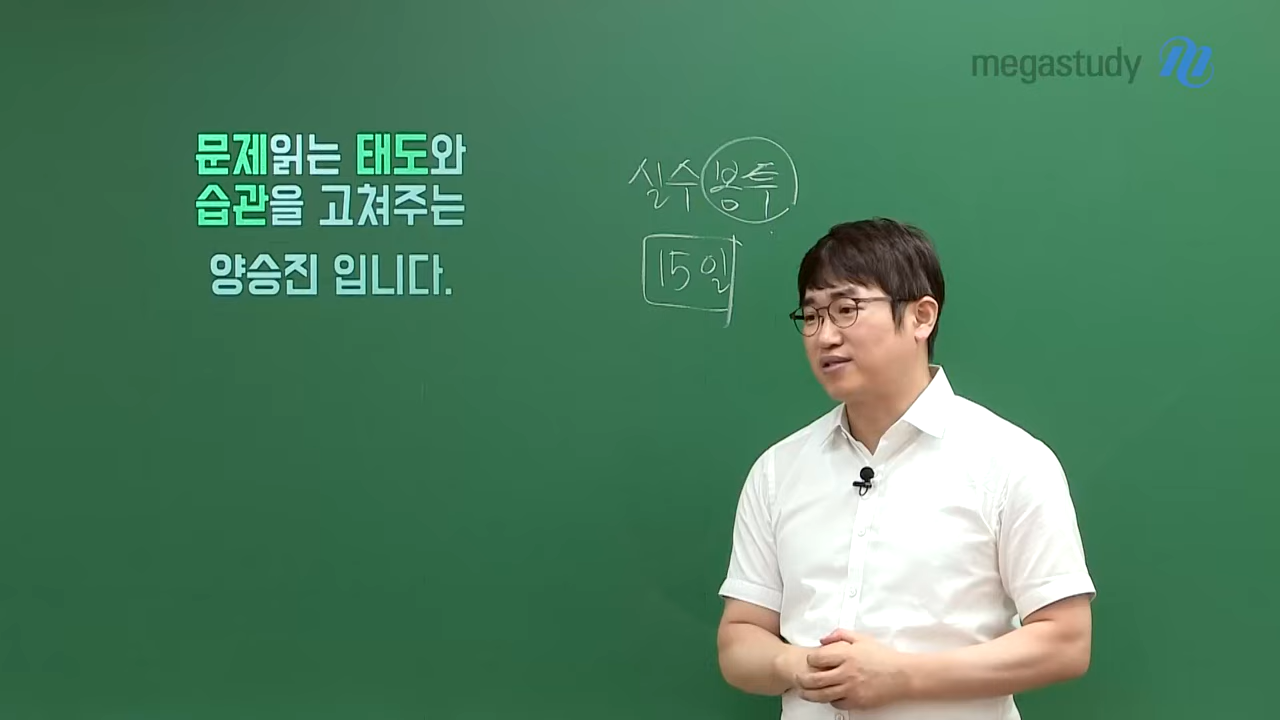 megastudy
문제읽는 태도와
습관을 고쳐주는
양승진 입니다.
실수봉투
15일